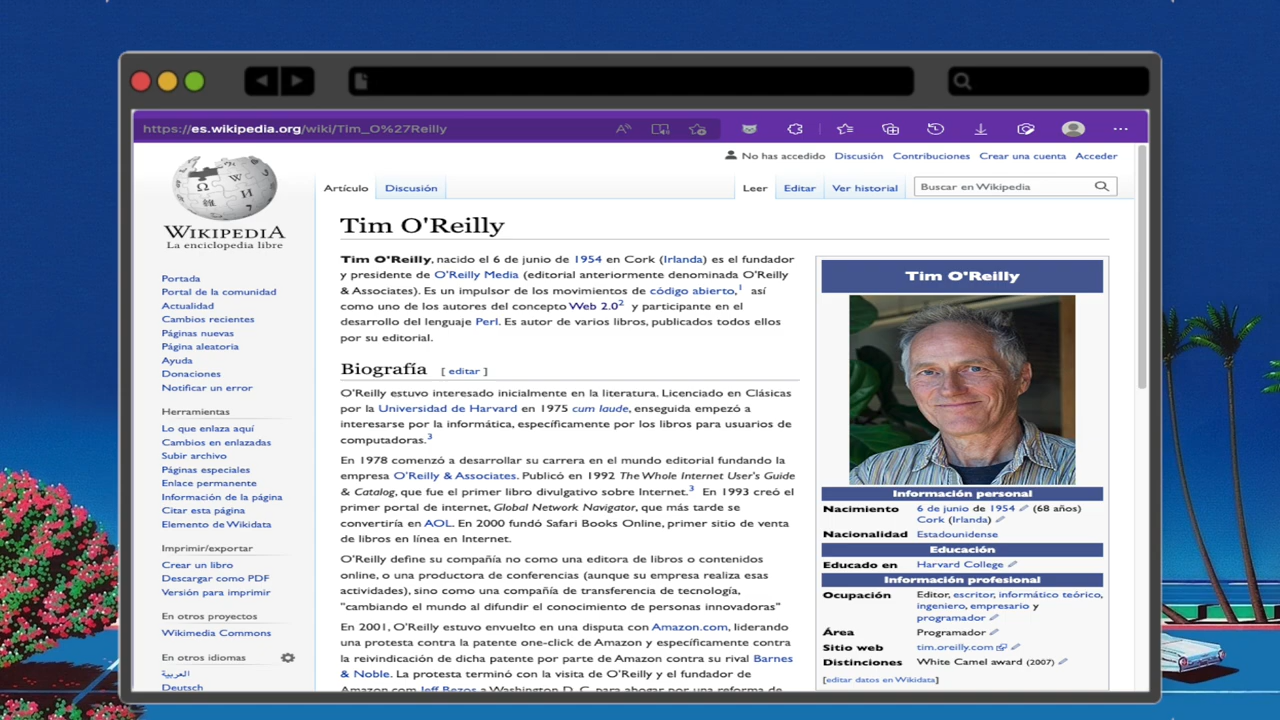 https://es.wikipedia.org/wiki/Tim_O%27Reilly
No has accedido Discusión Contribuciones Crear una cuenta Acceder
Artículo Discusión Leer Editar Ver historial Buscar en Wikipedia
WIKIPEDIA
La enciclopedia libre
Portada
Portal de la comunidad
Actualidad
Cambios recientes
Páginas nuevas
Página aleatoria
Ayuda
Donaciones
Notificar un error
Herramientas
Lo que enlaza aquí
Cambios en enlazadas
Subir archivo
Páginas especiales
Enlace permanente
Información de la página
Citar esta página
Elemento de Wikidata
Imprimir/exportar
Crear un libro
Descargar como PDF
Versión para imprimir
En otros proyectos
Wikimedia Commons
En otros idiomas
العربية
Deutsch
Tim O'Reilly
Tim O'Reilly, nacido el 6 de junio de 1954 en Cork (Irlanda) es el fundador
y presidente de O'Reilly Media (editorial anteriormente denominada O'Reilly
& Associates). Es un impulsor de los movimientos de código abierto,1 así
como uno de los autores del concepto Web 2.02 y participante en el
desarrollo del lenguaje Perl. Es autor de varios libros, publicados todos ellos
por su editorial.
Biografía [ editar ]
O'Reilly estuvo interesado inicialmente en la literatura. Licenciado en Clásicas
por la Universidad de Harvard en 1975 cum laude, enseguida empezó a
interesarse por la informática, específicamente por los libros para usuarios de
computadoras.3
En 1978 comenzó a desarrollar su carrera en el mundo editorial fundando la
empresa O'Reilly & Associates. Publicó en 1992 The Whole Internet User's Guide
& Catalog, que fue el primer libro divulgativo sobre Internet.3 En 1993 creó el
primer portal de internet, Global Network Navigator, que más tarde se
convertiría en AOL. En 2000 fundó Safari Books Online, primer sitio de venta
de libros en línea en Internet.
O'Reilly define su compañía no como una editora de libros o contenidos
online, o una productora de conferencias (aunque su empresa realiza esas
actividades), sino como una compañía de transferencia de tecnología,
"cambiando el mundo al difundir el conocimiento de personas innovadoras"
En 2001, O'Reilly estuvo envuelto en una disputa con Amazon.com, liderando
una protesta contra la patente one-click de Amazon y específicamente contra
la reivindicación de dicha patente por parte de Amazon contra su rival Barnes
& Noble. La protesta terminó con la visita de O'Reilly y el fundador de
Amazon.com Jeff Bezos a Washington D. C. para abogar por una reforma de
Tim O'Reilly
Información personal
Nacimiento 6 de junio de 1954 (68 años)
Cork (Irlanda)
Nacionalidad Estadounidense
Educación
Educado en Harvard College
Información profesional
Ocupación Editor, escritor, informático teórico,
ingeniero, empresario y
programador
Área Programador
Sitio web tim.oreilly.com
Distinciones White Camel award (2007)
[editar datos en Wikidata]